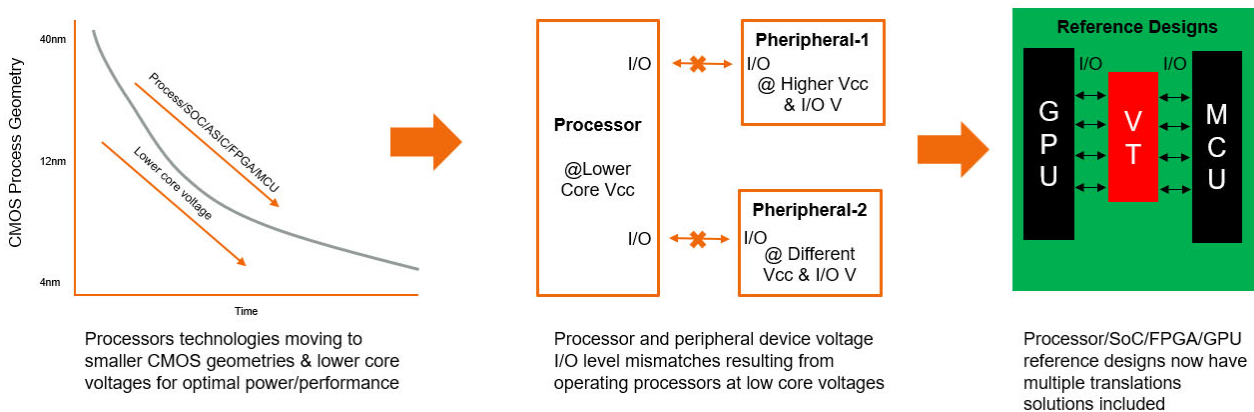 CMOS Process Geometry
40nm
12nm
4nm
Process/SOC/ASIC/FPGA/MCU
Lower core voltage
Time
Processors technologies moving to
smaller CMOS geometries & lower core
voltages for optimal power/performance
I/O
Processor
@Lower
Core Vcc
I/O
Pheripheral-1
I/O
@ Higher Vcc
& I/O V
Pheripheral-2
I/O
@ Different
Vcc & I/O V
Processor and peripheral device voltage
I/O level mismatches resulting from
operating processors at low core voltages
Reference Designs
I/O
I/O
GPU
VT
MCU
Processor/SoC/FPGA/GPU
reference designs now have
multiple translations
solutions included